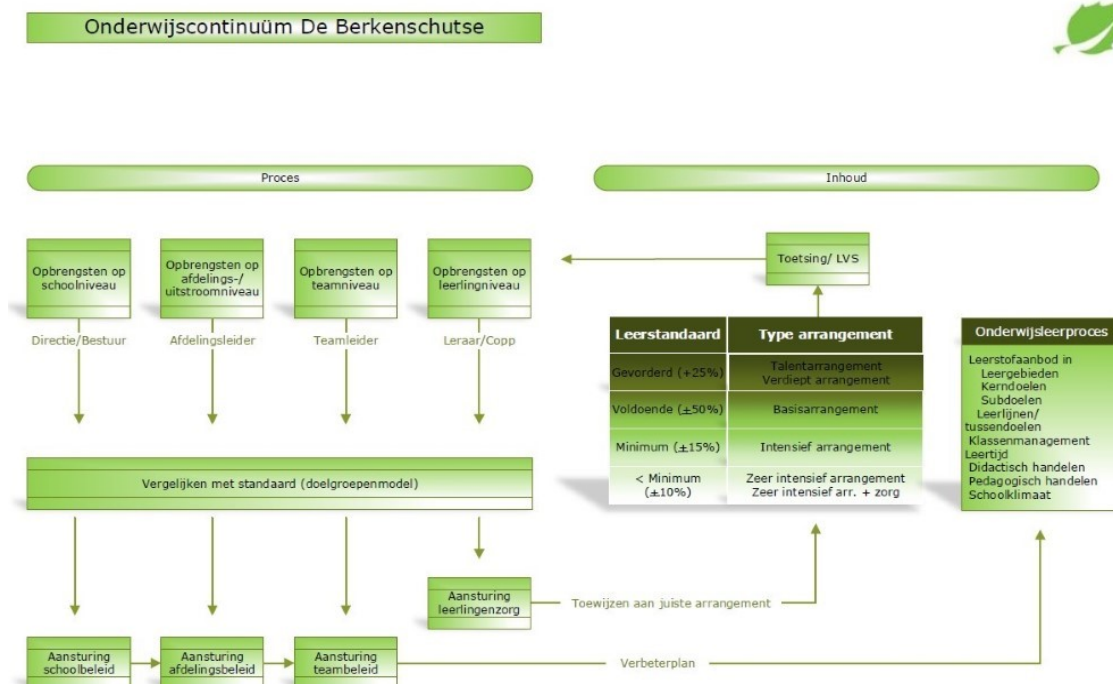 Onderwijscontinuüm De Berkenschutse
Proces
Inhoud
Opbrengsten op
schoolniveau
Opbrengsten op
afdelings-/
uitstroomniveau
Opbrengsten op
teamniveau
Opbrengsten op
leerlingniveau
Toetsing/ LVS
Directie/Bestuur
Afdelingsleider
Teamleider
Leraar/Copp
Leerstandaard
Type arrangement
Gevorderd (+25%)
Talentarrangement
Verdiept arrangement
Voldoende (±50%)
Basisarrangement
Minimum (±15%)
Intensief arrangement
< Minimum
(±10%)
Zeer intensief arrangement
Zeer intensief arr. + zorg
Onderwijsleerproces
Leerstofaanbod in
Leergebieden
Kerndoelen
Subdoelen
Leerlijnen/
tussendoelen
Klassenmanagement
Leertijd
Didactisch handelen
Pedagogisch handelen
Schoolklimaat
Vergelijken met standaard (doelgroepenmodel)
Aansturing
leerlingenzorg
Toewijzen aan juiste arrangement
Aansturing
schoolbeleid
Aansturing
afdelingsbeleid
Aansturing
teambeleid
Verbeterplan